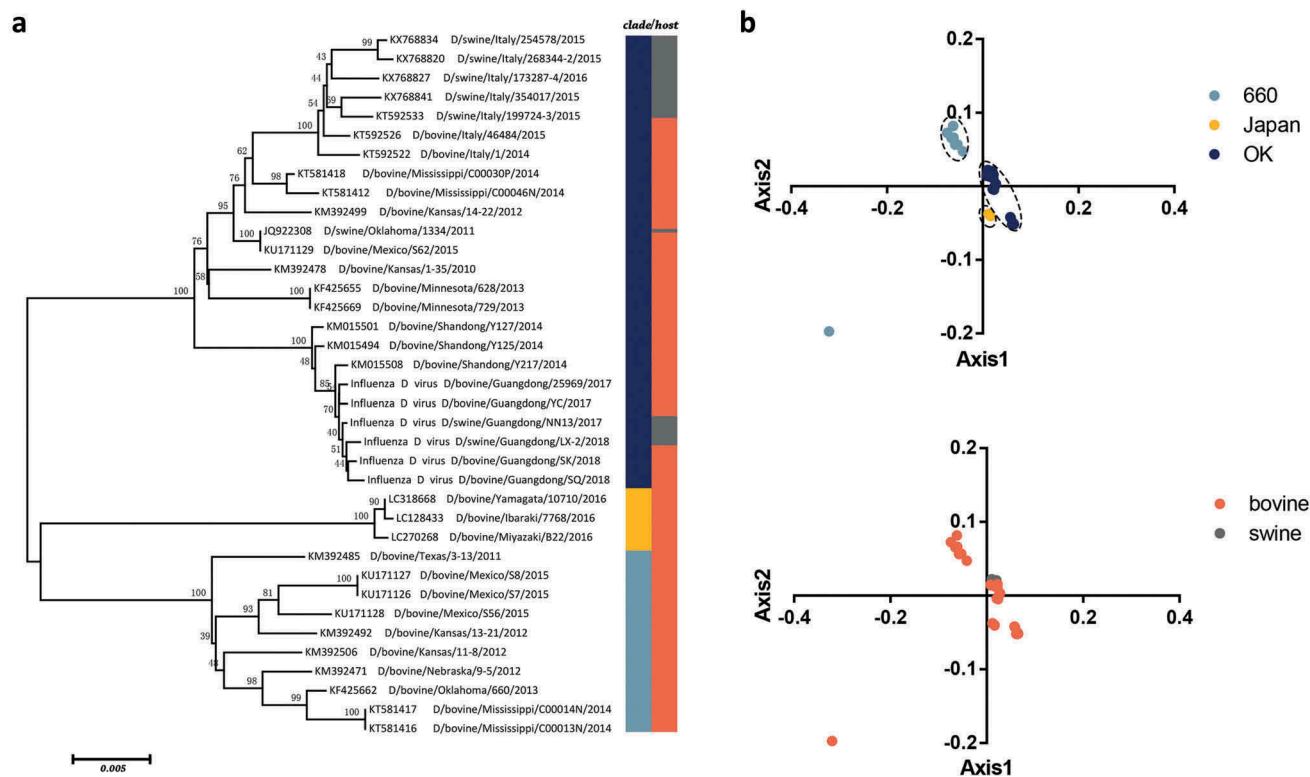 a
clade/host
99
KX768834 D/swine/Italy/254578/2015
43
KX768820 D/swine/Italy/268344-2/2015
44
KX768827 D/swine/Italy/173287-4/2016
KX768841 D/swine/Italy/354017/2015
54
69
KT592533 D/swine/Italy/199724-3/2015
100
KT592526 D/bovine/Italy/46484/2015
62
KT592522 D/bovine/Italy/1/2014
98
KT581418 D/bovine/Mississippi/C00030P/2014
76
KT581412 D/bovine/Mississippi/C00046N/2014
95
KM392499 D/bovine/Kansas/14-22/2012
100
JQ922308 D/swine/Oklahoma/1334/2011
KU171129 D/bovine/Mexico/S62/2015
76
58
KM392478 D/bovine/Kansas/1-35/2010
100
100
KF425655 D/bovine/Minnesota/628/2013
KF425669 D/bovine/Minnesota/729/2013
KM015501 D/bovine/Shandong/Y127/2014
100
KM015494 D/bovine/Shandong/Y125/2014
48
KM015508 D/bovine/Shandong/Y217/2014
85
Influenza D virus D/bovine/Guangdong/25969/2017
70
Influenza D virus D/bovine/Guangdong/YC/2017
Influenza D virus D/swine/Guangdong/NN13/2017
40
Influenza D virus D/swine/Guangdong/LX-2/2018
51
44
Influenza D virus D/bovine/Guangdong/SK/2018
Influenza D virus D/bovine/Guangdong/SQ/2018
90
LC318668 D/bovine/Yamagata/10710/2016
100
LC128433 D/bovine/Ibaraki/7768/2016
LC270268 D/bovine/Miyazaki/B22/2016
KM392485 D/bovine/Texas/3-13/2011
100
100
KU171127 D/bovine/Mexico/S8/2015
81
KU171126 D/bovine/Mexico/S7/2015
93
KU171128 D/bovine/Mexico/S56/2015
39
KM392492 D/bovine/Kansas/13-21/2012
48
KM392506 D/bovine/Kansas/11-8/2012
98
KM392471 D/bovine/Nebraska/9-5/2012
99
KF425662 D/bovine/Oklahoma/660/2013
100
KT581417 D/bovine/Mississippi/C00014N/2014
KT581416 D/bovine/Mississippi/C00013N/2014
0.005
b
0.2
0.1
-0.1
-0.2
-0.4
-0.2
0.2
0.4
Axis2
Axis1
660
Japan
OK
0.2
0.1
-0.1
-0.2
-0.4
-0.2
0.2
0.4
Axis2
Axis1
bovine
swine